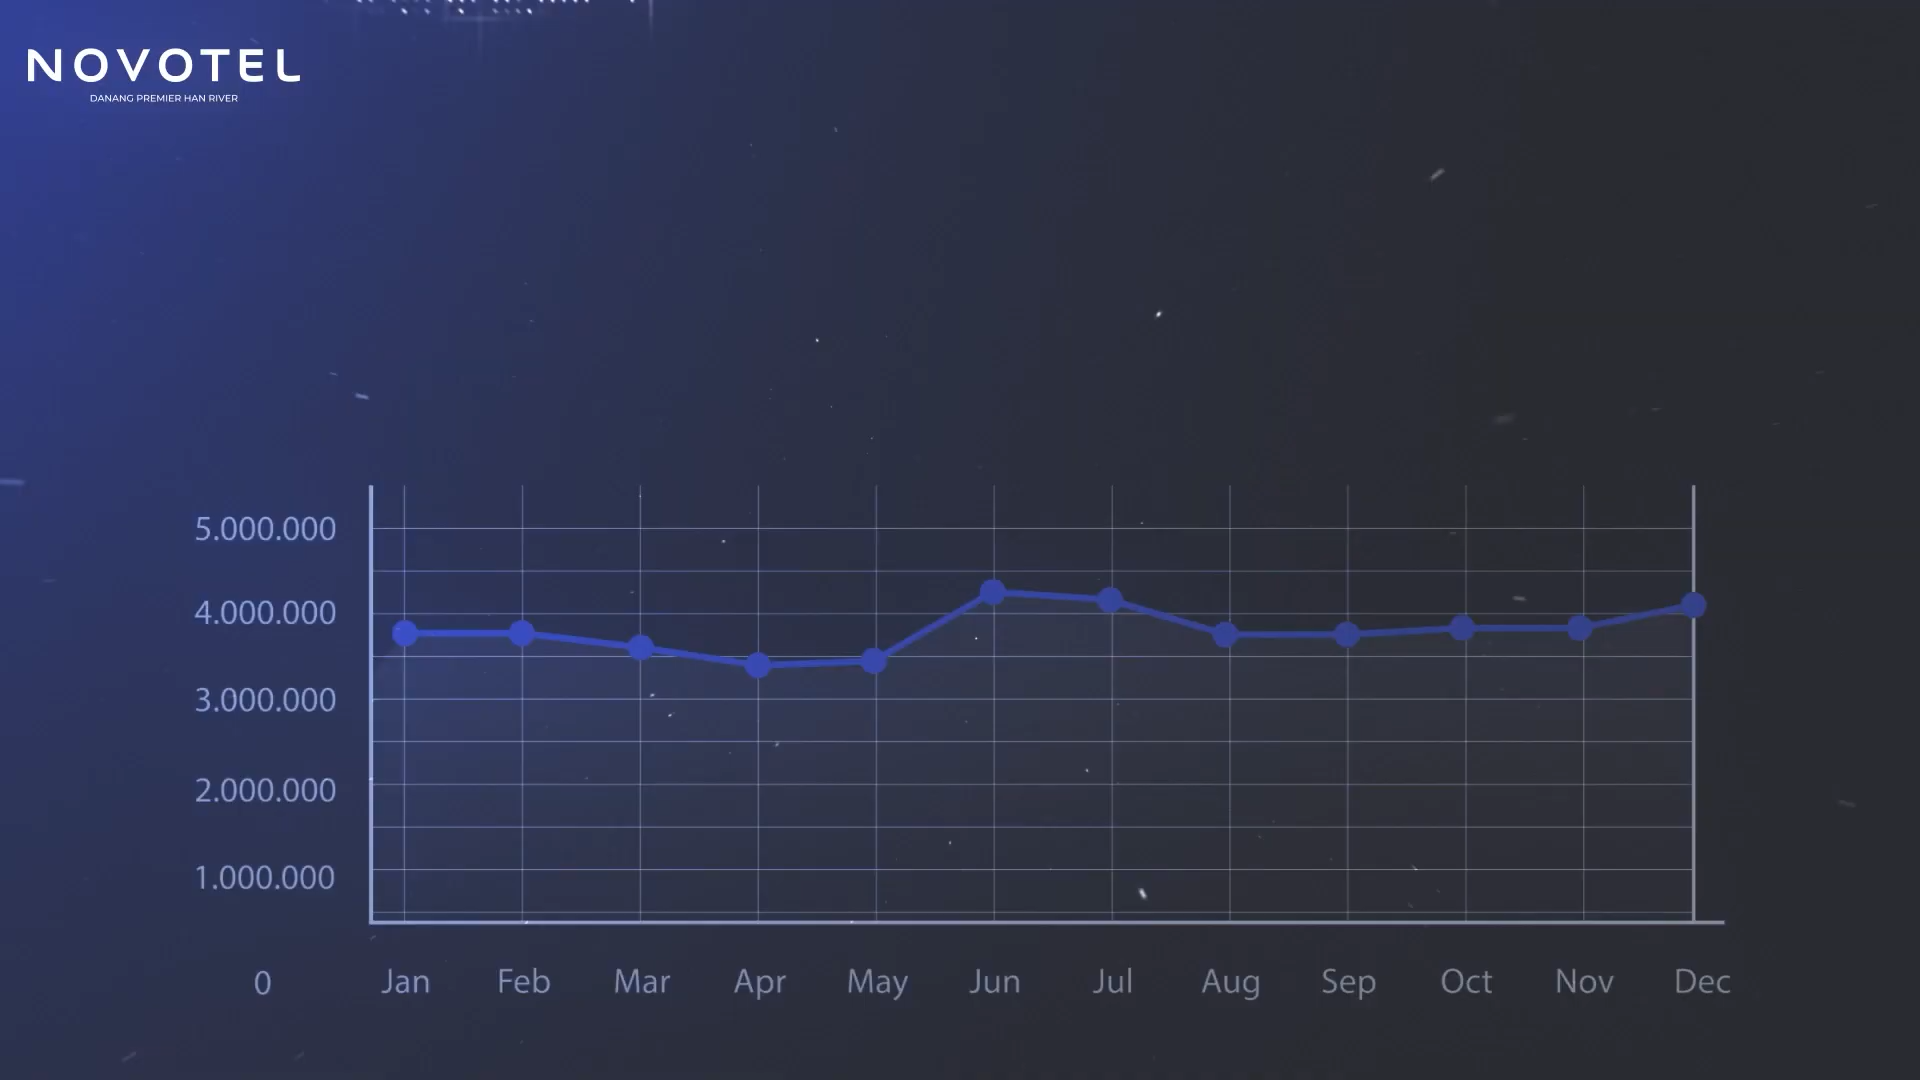 NOVOTEL
DANANG PREMIER HAN RIVER
5.000.000
4.000.000
3.000.000
2.000.000
1.000.000
0 Jan Feb Mar Apr May Jun Jul Aug Sep Oct Nov Dec